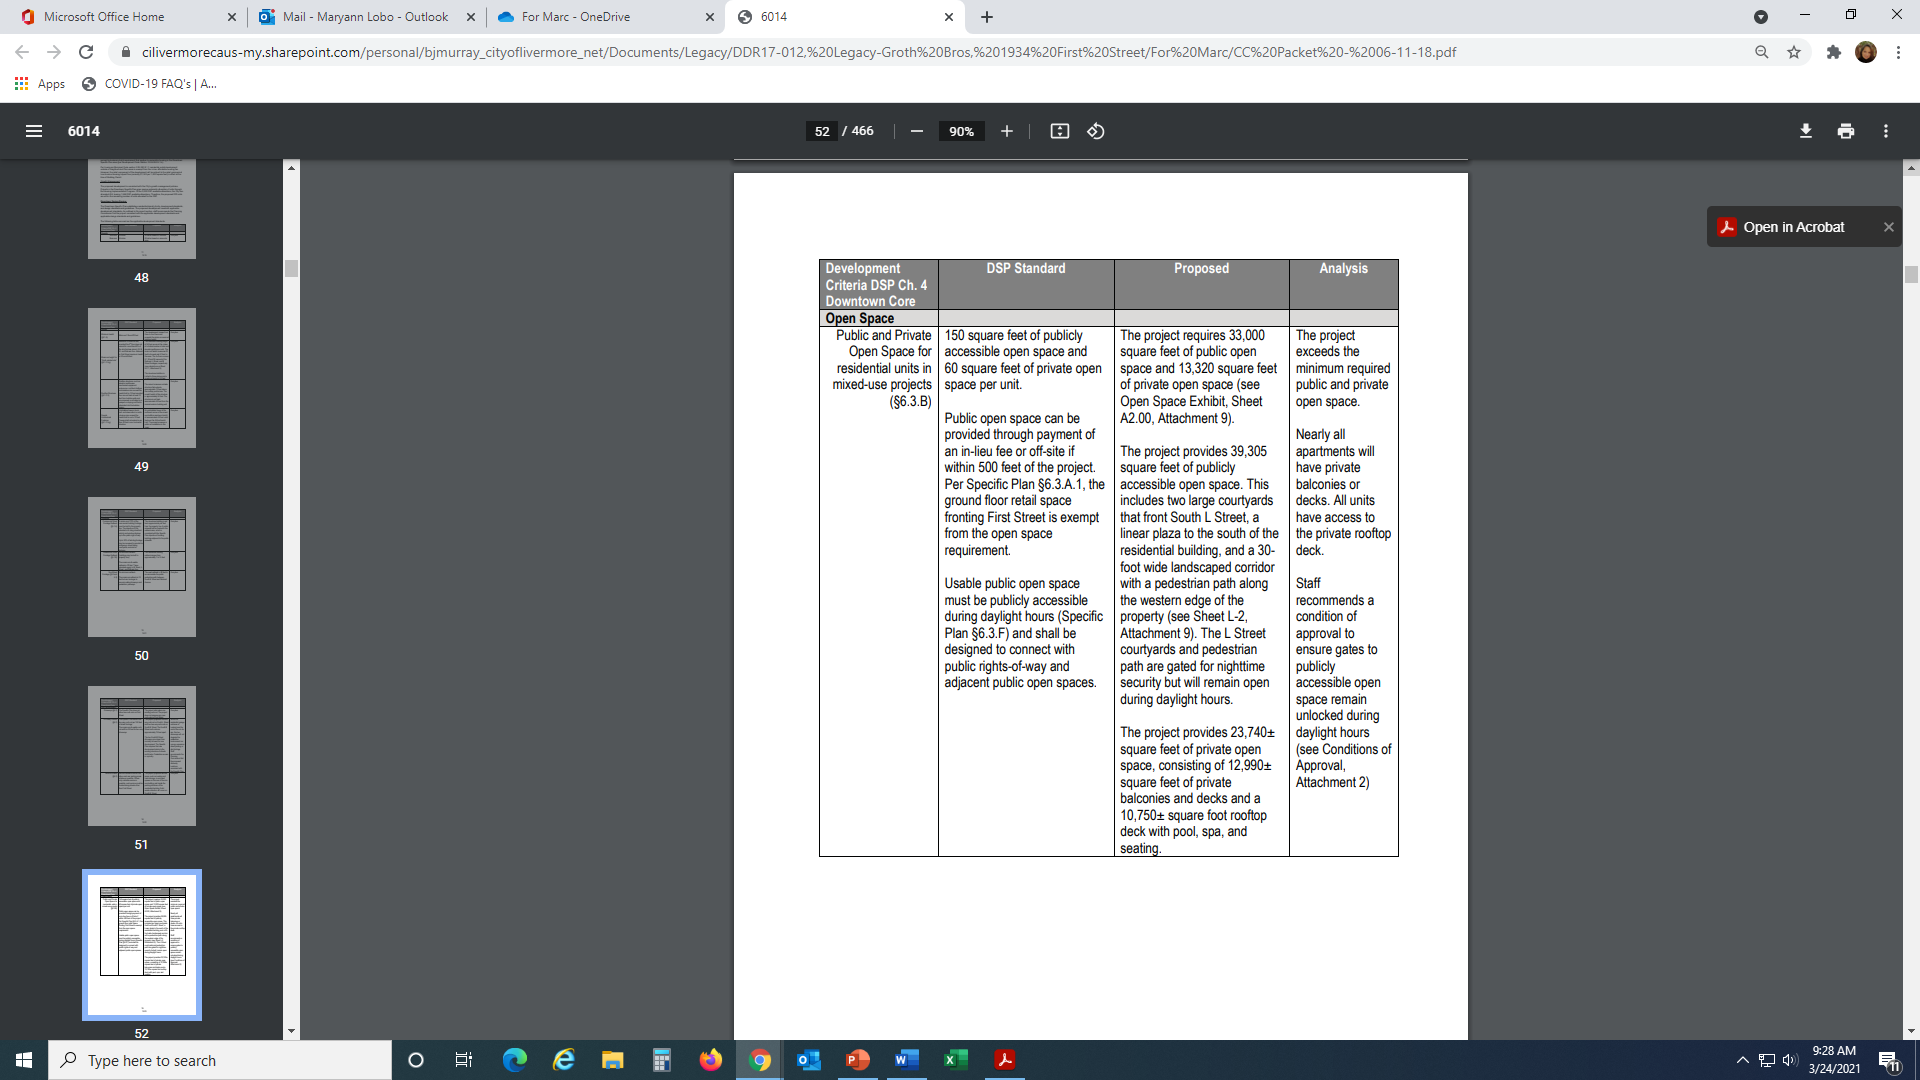 Microsoft Office Home
Mail - Maryann Lobo - Outlook
For Marc - OneDrive
6014
cilivermorecaus-my.sharepoint.com/personal/bjmurray_cityoflivermore_net/Documents/Legacy/DDR17-012,%20Legacy-Groth%20Bros,%201934%20First%20Street/For%20Marc/CC%20Packet%20-%2006-11-18.pdf
Apps
COVID-19 FAQ's | A...
6014
52 / 466
90%
Open in Acrobat
48
49
50
51
52
Development
Criteria DSP Ch. 4
Downtown Core
DSP Standard
Proposed
Analysis
Open Space
Public and Private
Open Space for
residential units in
mixed-use projects
(§6.3.B)
150 square feet of publicly
accessible open space and
60 square feet of private open
space per unit.
Public open space can be
provided through payment of
an in-lieu fee or off-site if
within 500 feet of the project.
Per Specific Plan §6.3.A.1, the
ground floor retail space
fronting First Street is exempt
from the open space
requirement.
Usable public open space
must be publicly accessible
during daylight hours (Specific
Plan §6.3.F) and shall be
designed to connect with
public rights-of-way and
adjacent public open spaces.
The project requires 33,000
square feet of public open
space and 13,320 square feet
of private open space (see
Open Space Exhibit, Sheet
A2.00, Attachment 9).
The project provides 39,305
square feet of publicly
accessible open space. This
includes two large courtyards
that front South L Street, a
linear plaza to the south of the
residential building, and a 30-
foot wide landscaped corridor
with a pedestrian path along
the western edge of the
property (see Sheet L-2,
Attachment 9). The L Street
courtyards and pedestrian
path are gated for nighttime
security but will remain open
during daylight hours.
The project provides 23,740±
square feet of private open
space, consisting of 12,990±
square feet of private
balconies and decks and a
10,750± square foot rooftop
deck with pool, spa, and
seating.
The project
exceeds the
minimum required
public and private
open space.
Nearly all
apartments will
have private
balconies or
decks. All units
have access to
the private rooftop
deck.
Staff
recommends a
condition of
approval to
ensure gates to
publicly
accessible open
space remain
unlocked during
daylight hours
(see Conditions of
Approval,
Attachment 2)
Type here to search
9:28 AM
3/24/2021
11